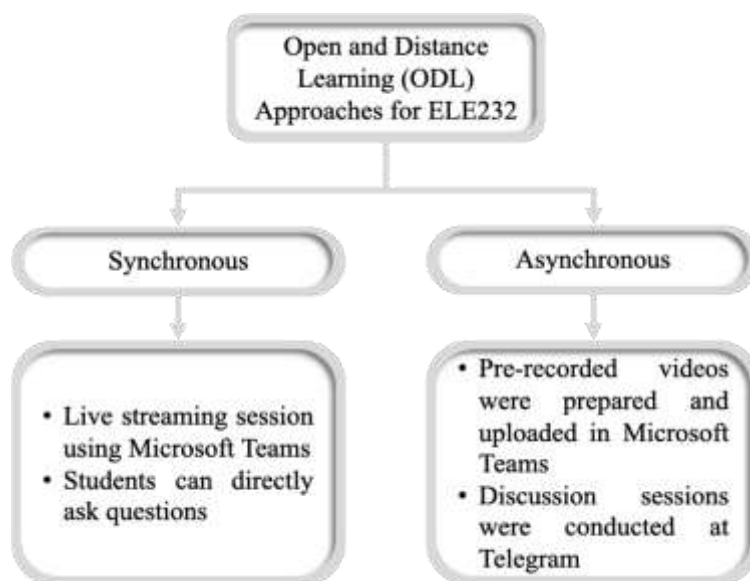 Open and Distance
Learning (ODL)
Approaches for ELE232
Synchronous
Asynchronous
• Live streaming session
using Microsoft Teams
• Students can directly
ask questions
• Pre-recorded videos
were prepared and
uploaded in Microsoft
Teams
• Discussion sessions
were conducted at
Telegram